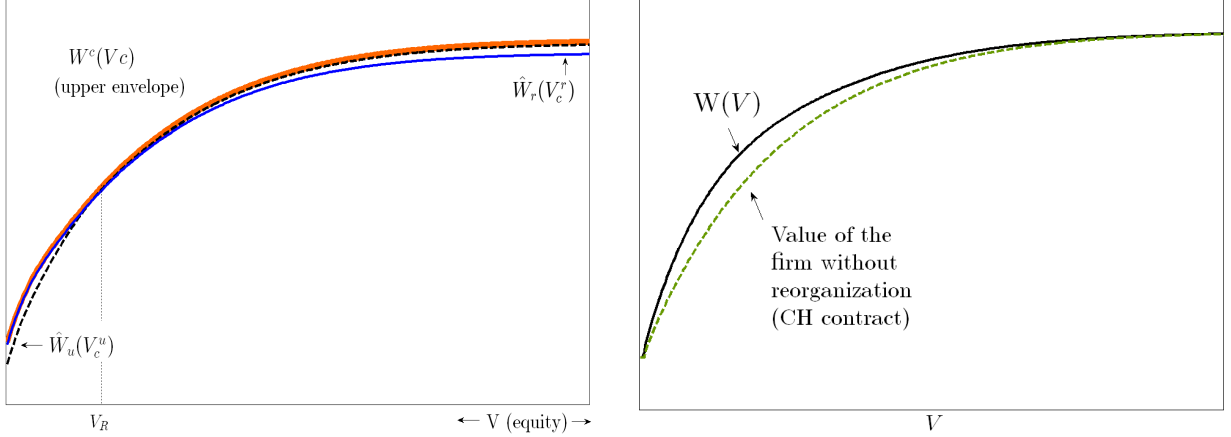 W^c(Vc)
(upper envelope)
Ŵ_r(V_c^r)
Ŵ_u(V_c^u)
V_R
V (equity)
W(V)
Value of the
firm without
reorganization
(CH contract)
V